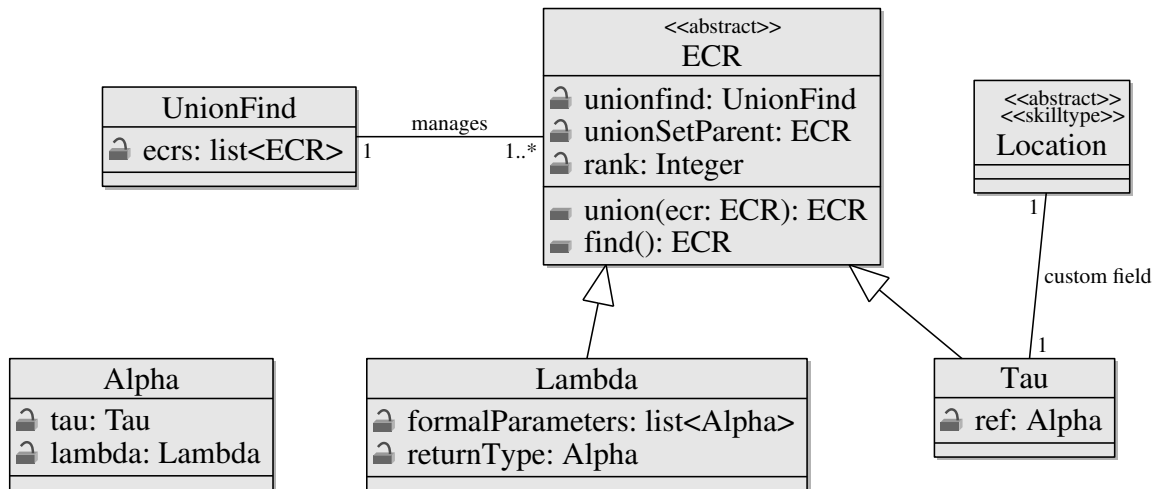 <<abstract>>
ECR
unionfind: UnionFind
unionSetParent: ECR
rank: Integer
union(ecr: ECR): ECR
find(): ECR
UnionFind
ecrs: list<ECR>
manages
1
1..*
<<abstract>>
<<skilltype>>
Location
1
custom field
1
Alpha
tau: Tau
lambda: Lambda
Lambda
formalParameters: list<Alpha>
returnType: Alpha
Tau
ref: Alpha